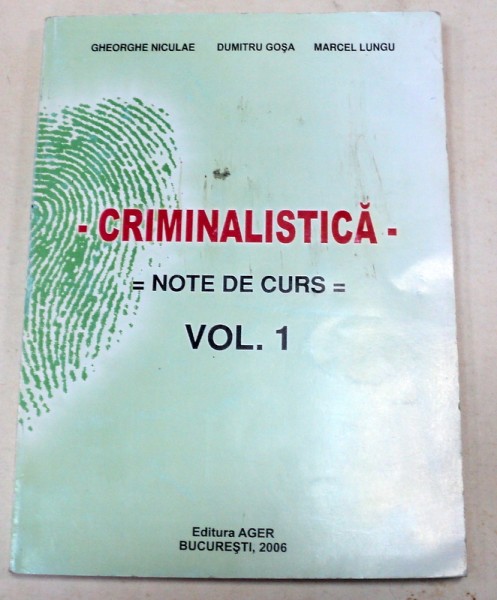 GHEORGHE NICULAE DUMITRU GOȘA MARCEL LUNGU
- CRIMINALISTICĂ -
= NOTE DE CURS =
VOL. 1
Editura AGER
BUCUREȘTI, 2006